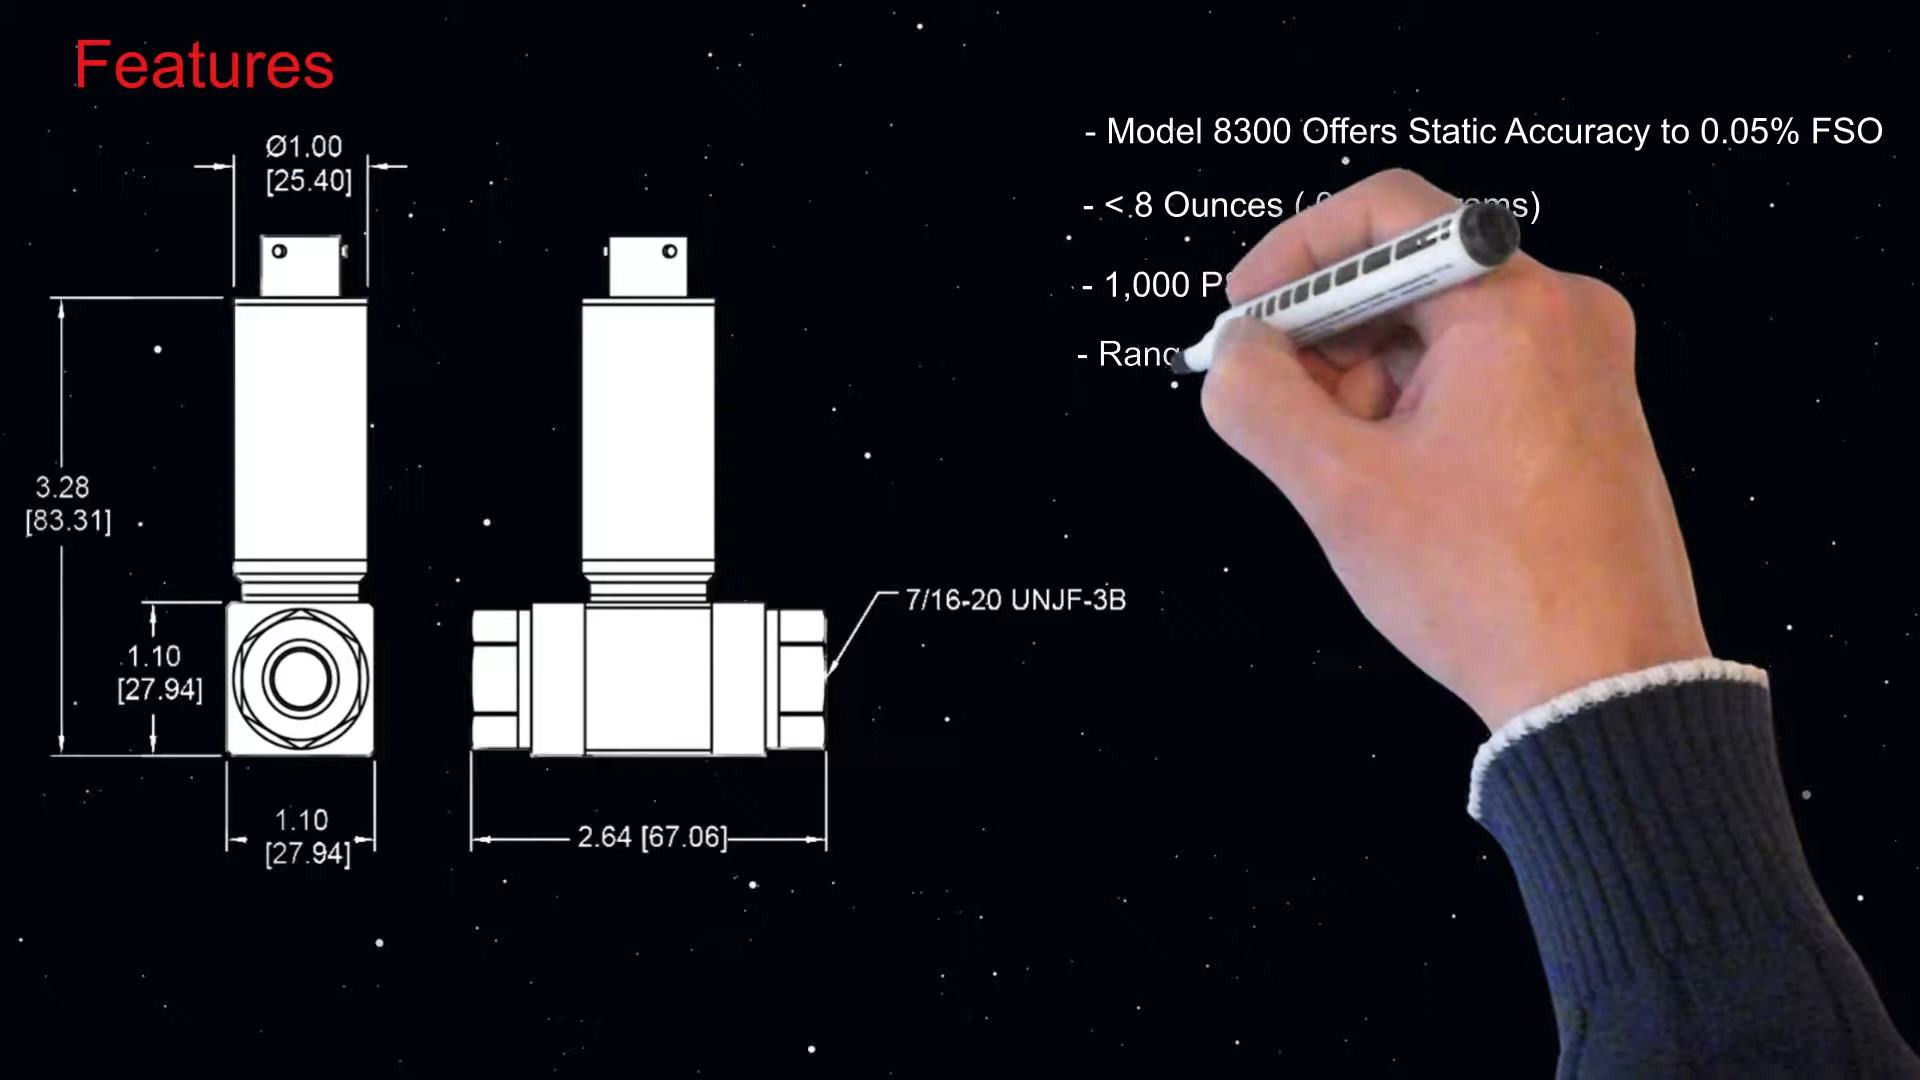 Features
Ø1.00
[25.40]
3.28
[83.31]
1.10
[27.94]
1.10
[27.94]
2.64 [67.06]
7/16-20 UNJF-3B
- Model 8300 Offers Static Accuracy to 0.05% FSO
- < .8 Ounces (
- 1,000
-